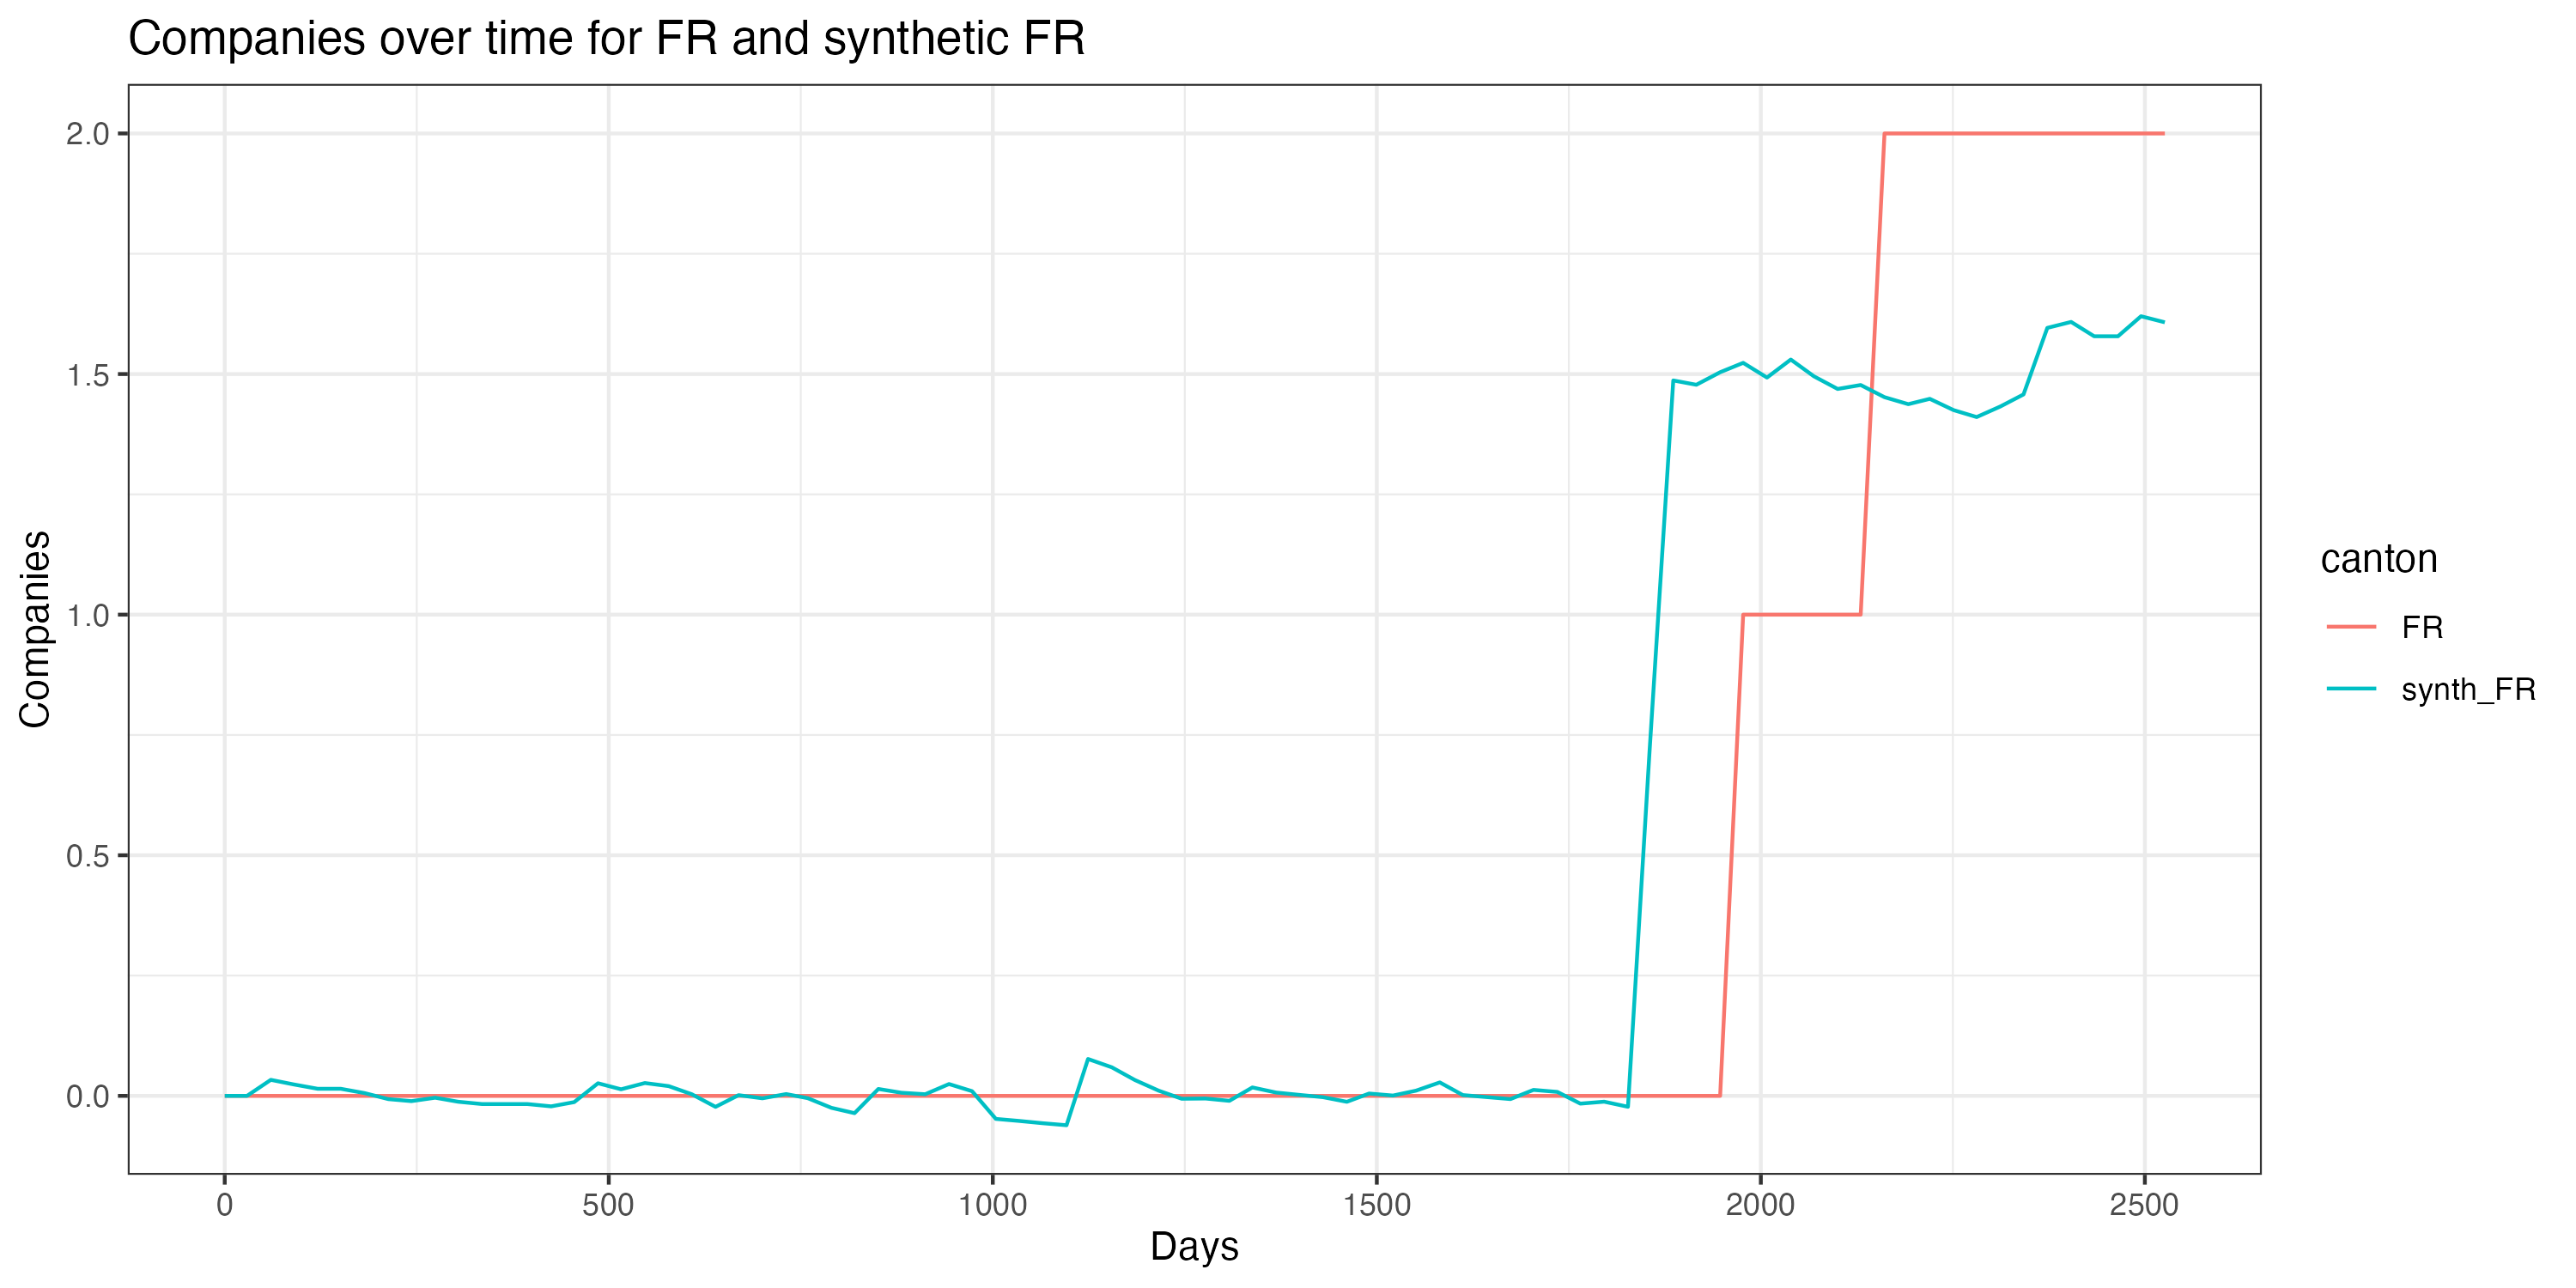 Companies over time for FR and synthetic FR
Companies
2.0
1.5
1.0
0.5
0.0
0
500
1000
1500
2000
2500
Days
canton
FR
synth_FR